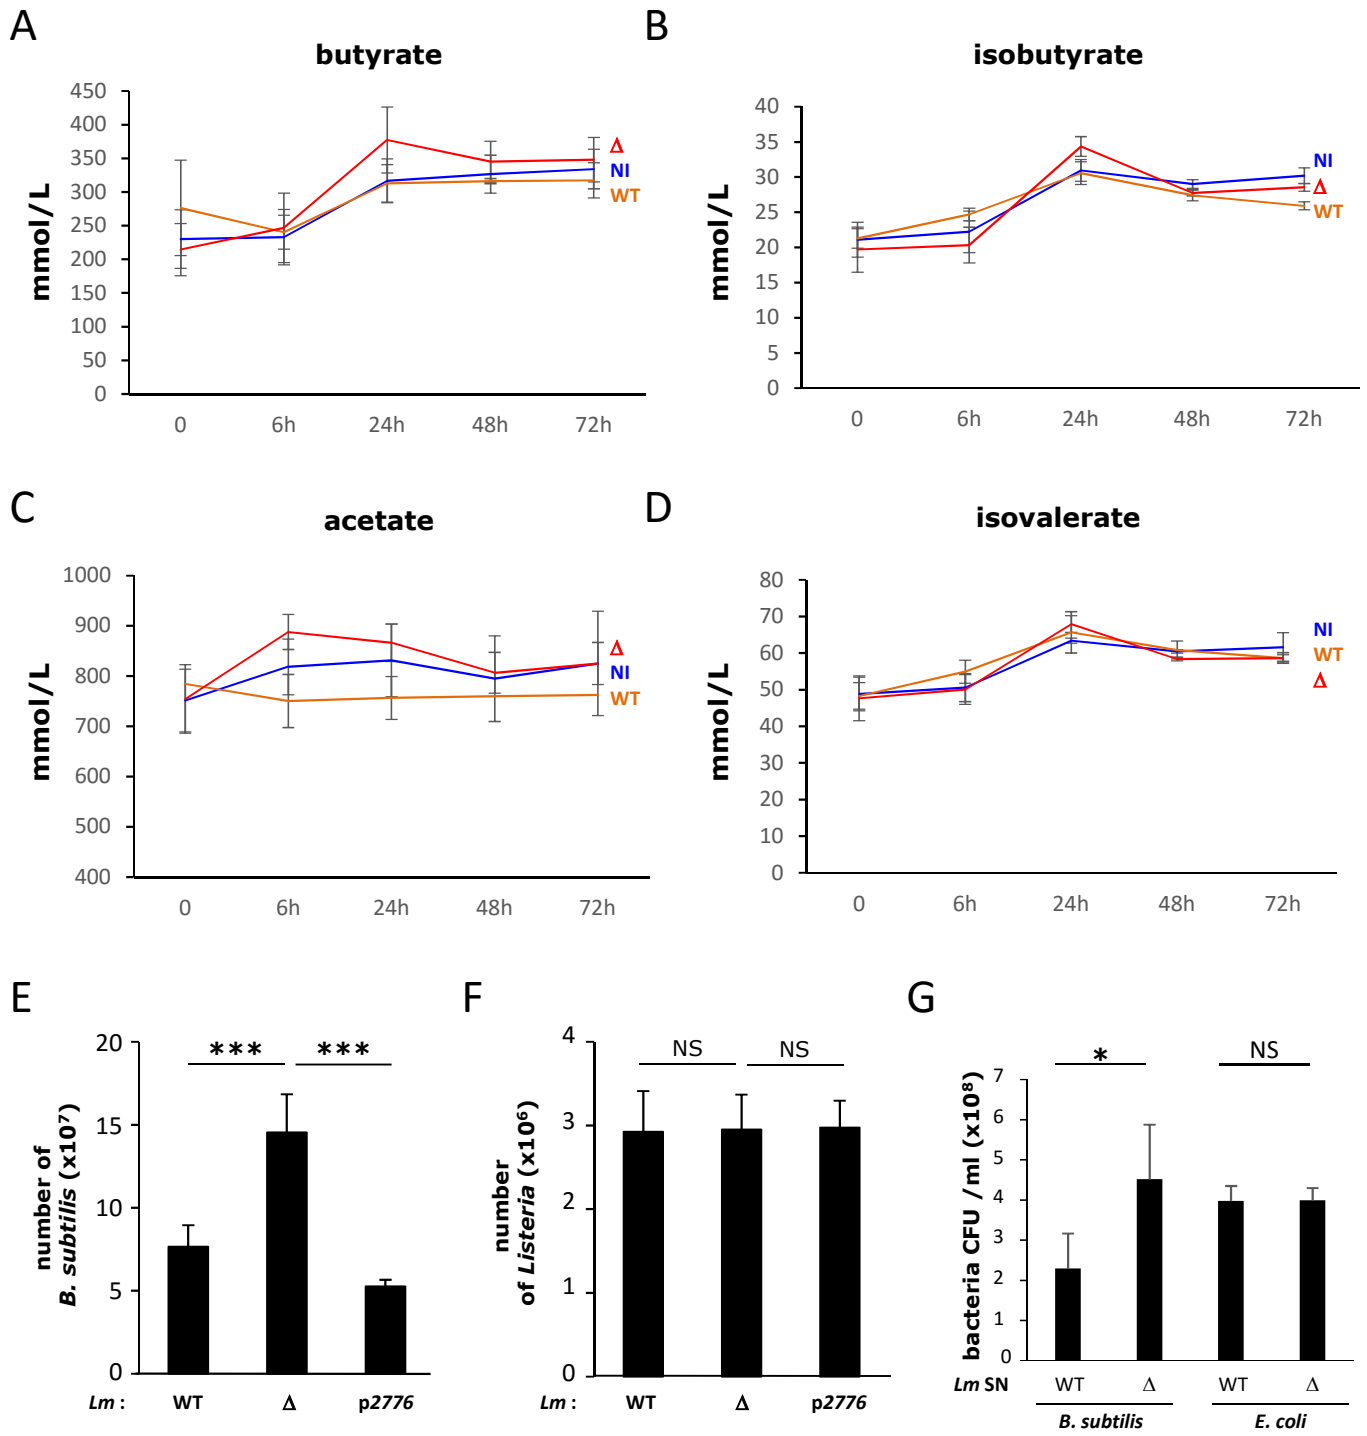 A
butyrate
mmol/L
450
400
350
300
250
200
150
100
50
0
0 6h 24h 48h 72h
Δ
NI
WT
B
isobutyrate
mmol/L
40
35
30
25
20
15
10
5
0
0 6h 24h 48h 72h
NI
Δ
WT
C
acetate
mmol/L
1000
900
800
700
600
500
400
0 6h 24h 48h 72h
Δ
NI
WT
D
isovalerate
mmol/L
80
70
60
50
40
30
20
10
0
0 6h 24h 48h 72h
NI
WT
Δ
E
number of
B. subtilis (x10⁷)
20
15
10
5
0
*** ***
Lm : WT Δ p2776
F
number
of Listeria (x10⁶)
4
3
2
1
0
NS NS
Lm : WT Δ p2776
G
bacteria CFU /ml (x10⁸)
7
6
5
4
3
2
1
0
* NS
Lm SN WT Δ WT Δ
B. subtilis E. coli